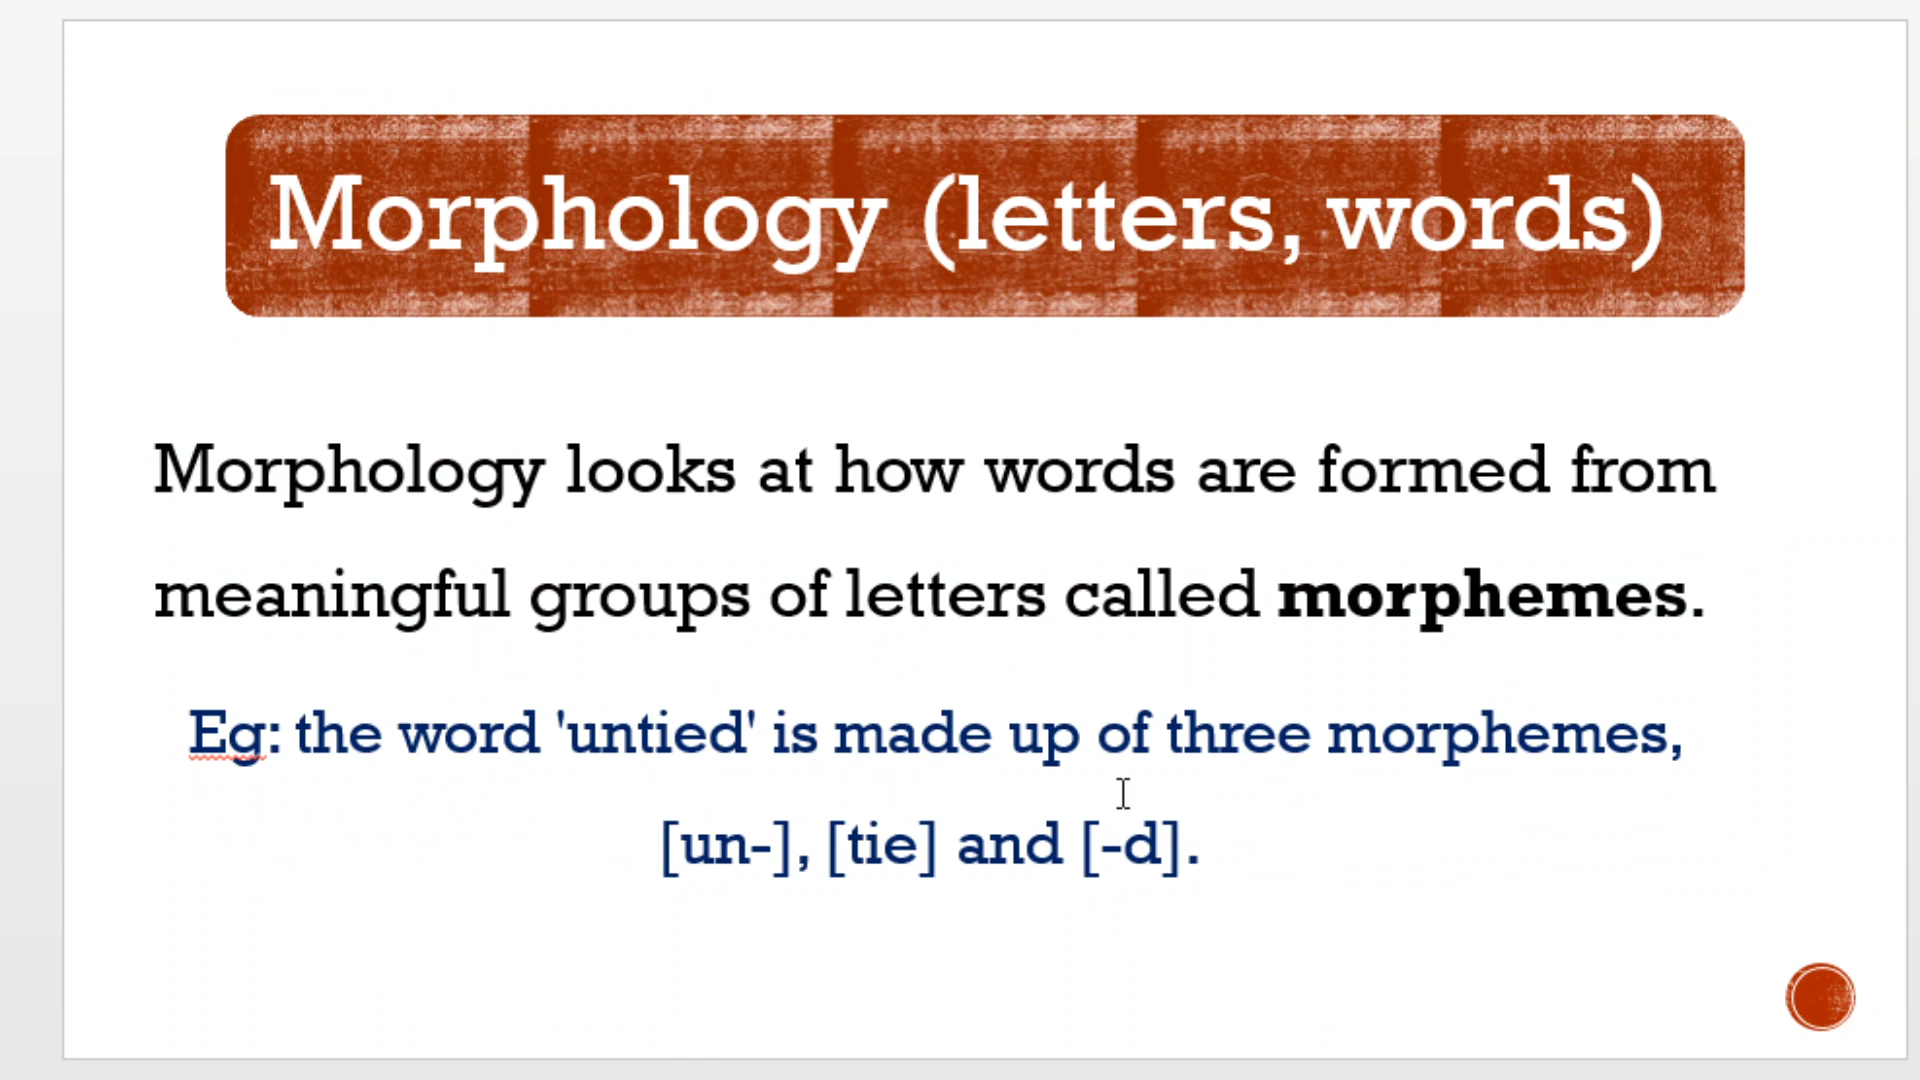 Morphology (letters, words)
Morphology looks at how words are formed from
meaningful groups of letters called morphemes.
Eg: the word 'untied' is made up of three morphemes,
[un-], [tie] and [-d].